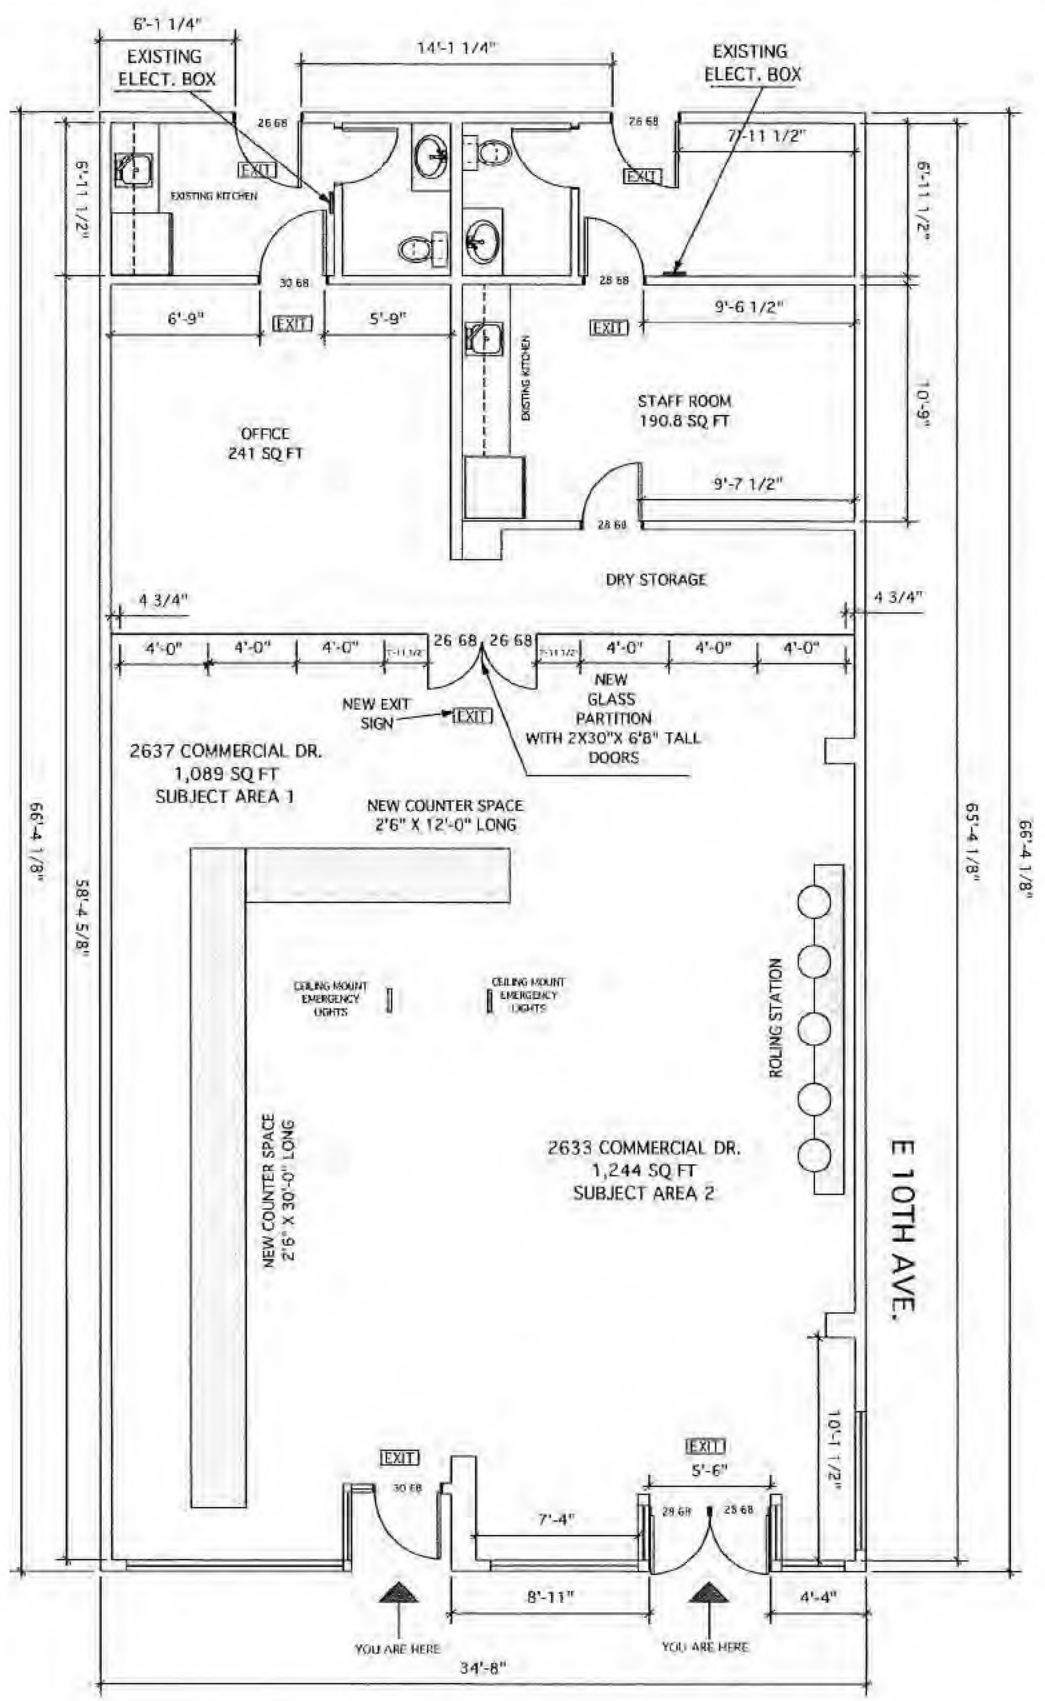 6'-1 1/4"
EXISTING
ELECT. BOX
14'-1 1/4"
EXISTING
ELECT. BOX
26 68
26 68
7'-11 1/2"
EXIT
EXIT
6'-11 1/2"
EXISTING KITCHEN
6'-11 1/2"
30 68
28 68
6'-9"
EXIT
5'-9"
EXIT
9'-6 1/2"
EXISTING KITCHEN
STAFF ROOM
190.8 SQ FT
10'-9"
OFFICE
241 SQ FT
9'-7 1/2"
28 68
DRY STORAGE
4 3/4"
4 3/4"
4'-0"
4'-0"
4'-0"
1'-11 1/2"
26 68
26 68
1'-11 1/2"
4'-0"
4'-0"
4'-0"
NEW EXIT
SIGN
EXIT
NEW
GLASS
PARTITION
WITH 2X30"X 6'8" TALL
DOORS
2637 COMMERCIAL DR.
1,089 SQ FT
SUBJECT AREA 1
NEW COUNTER SPACE
2'6" X 12'-0" LONG
66'-4 1/8"
58'-4 5/8"
65'-4 1/8"
66'-4 1/8"
CEILING MOUNT
EMERGENCY
LIGHTS
CEILING MOUNT
EMERGENCY
LIGHTS
ROLING STATION
NEW COUNTER SPACE
2'6" X 30'-0" LONG
2633 COMMERCIAL DR.
1,244 SQ FT
SUBJECT AREA 2
E 10TH AVE.
10'-1 1/2"
EXIT
EXIT
5'-6"
30 68
28 68
28 68
7'-4"
8'-11"
4'-4"
YOU ARE HERE
YOU ARE HERE
34'-8"